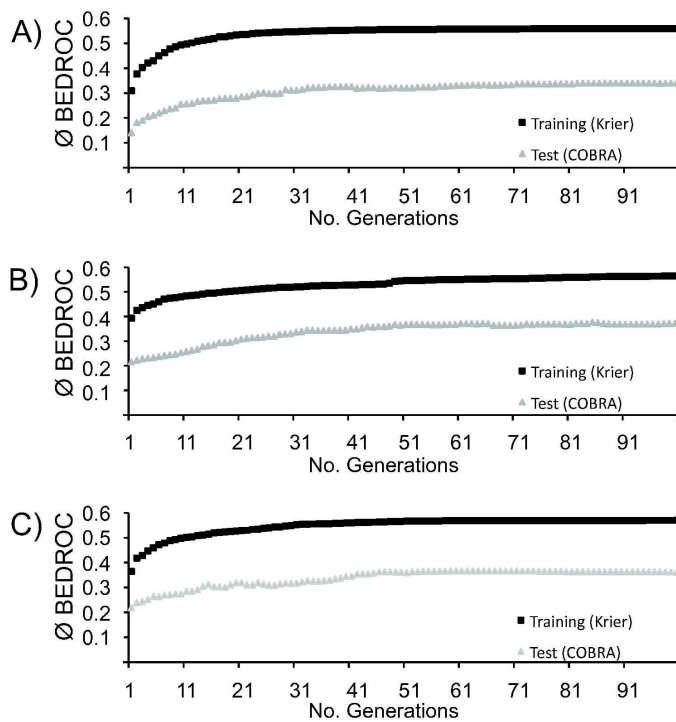 A)
Ø BEDROC
0.6
0.5
0.4
0.3
0.2
0.1
Training (Krier)
Test (COBRA)
1 11 21 31 41 51 61 71 81 91
No. Generations
B)
Ø BEDROC
0.6
0.5
0.4
0.3
0.2
0.1
Training (Krier)
Test (COBRA)
1 11 21 31 41 51 61 71 81 91
No. Generations
C)
Ø BEDROC
0.6
0.5
0.4
0.3
0.2
0.1
Training (Krier)
Test (COBRA)
1 11 21 31 41 51 61 71 81 91
No. Generations